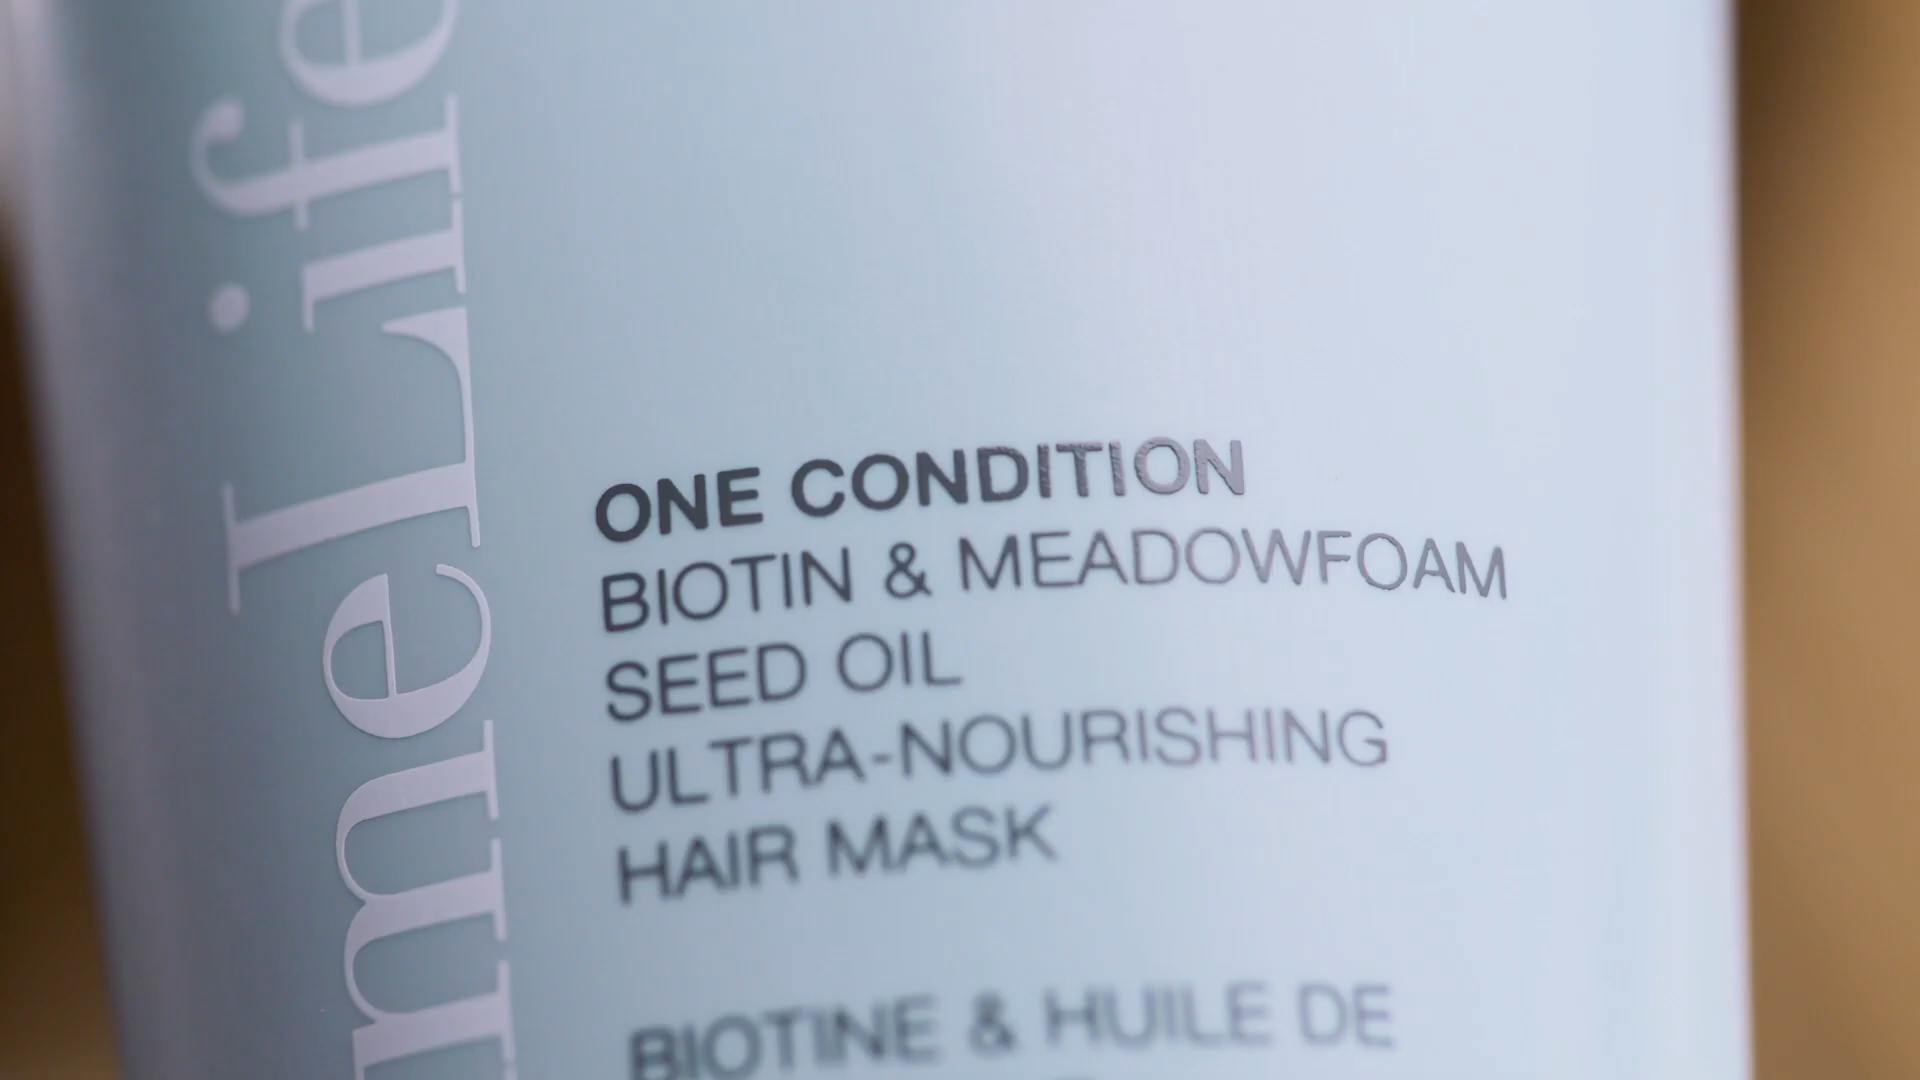 meLife
ONE CONDITION
BIOTIN & MEADOWFOAM
SEED OIL
ULTRA-NOURISHING
HAIR MASK
BIOTINE & HUILE DE